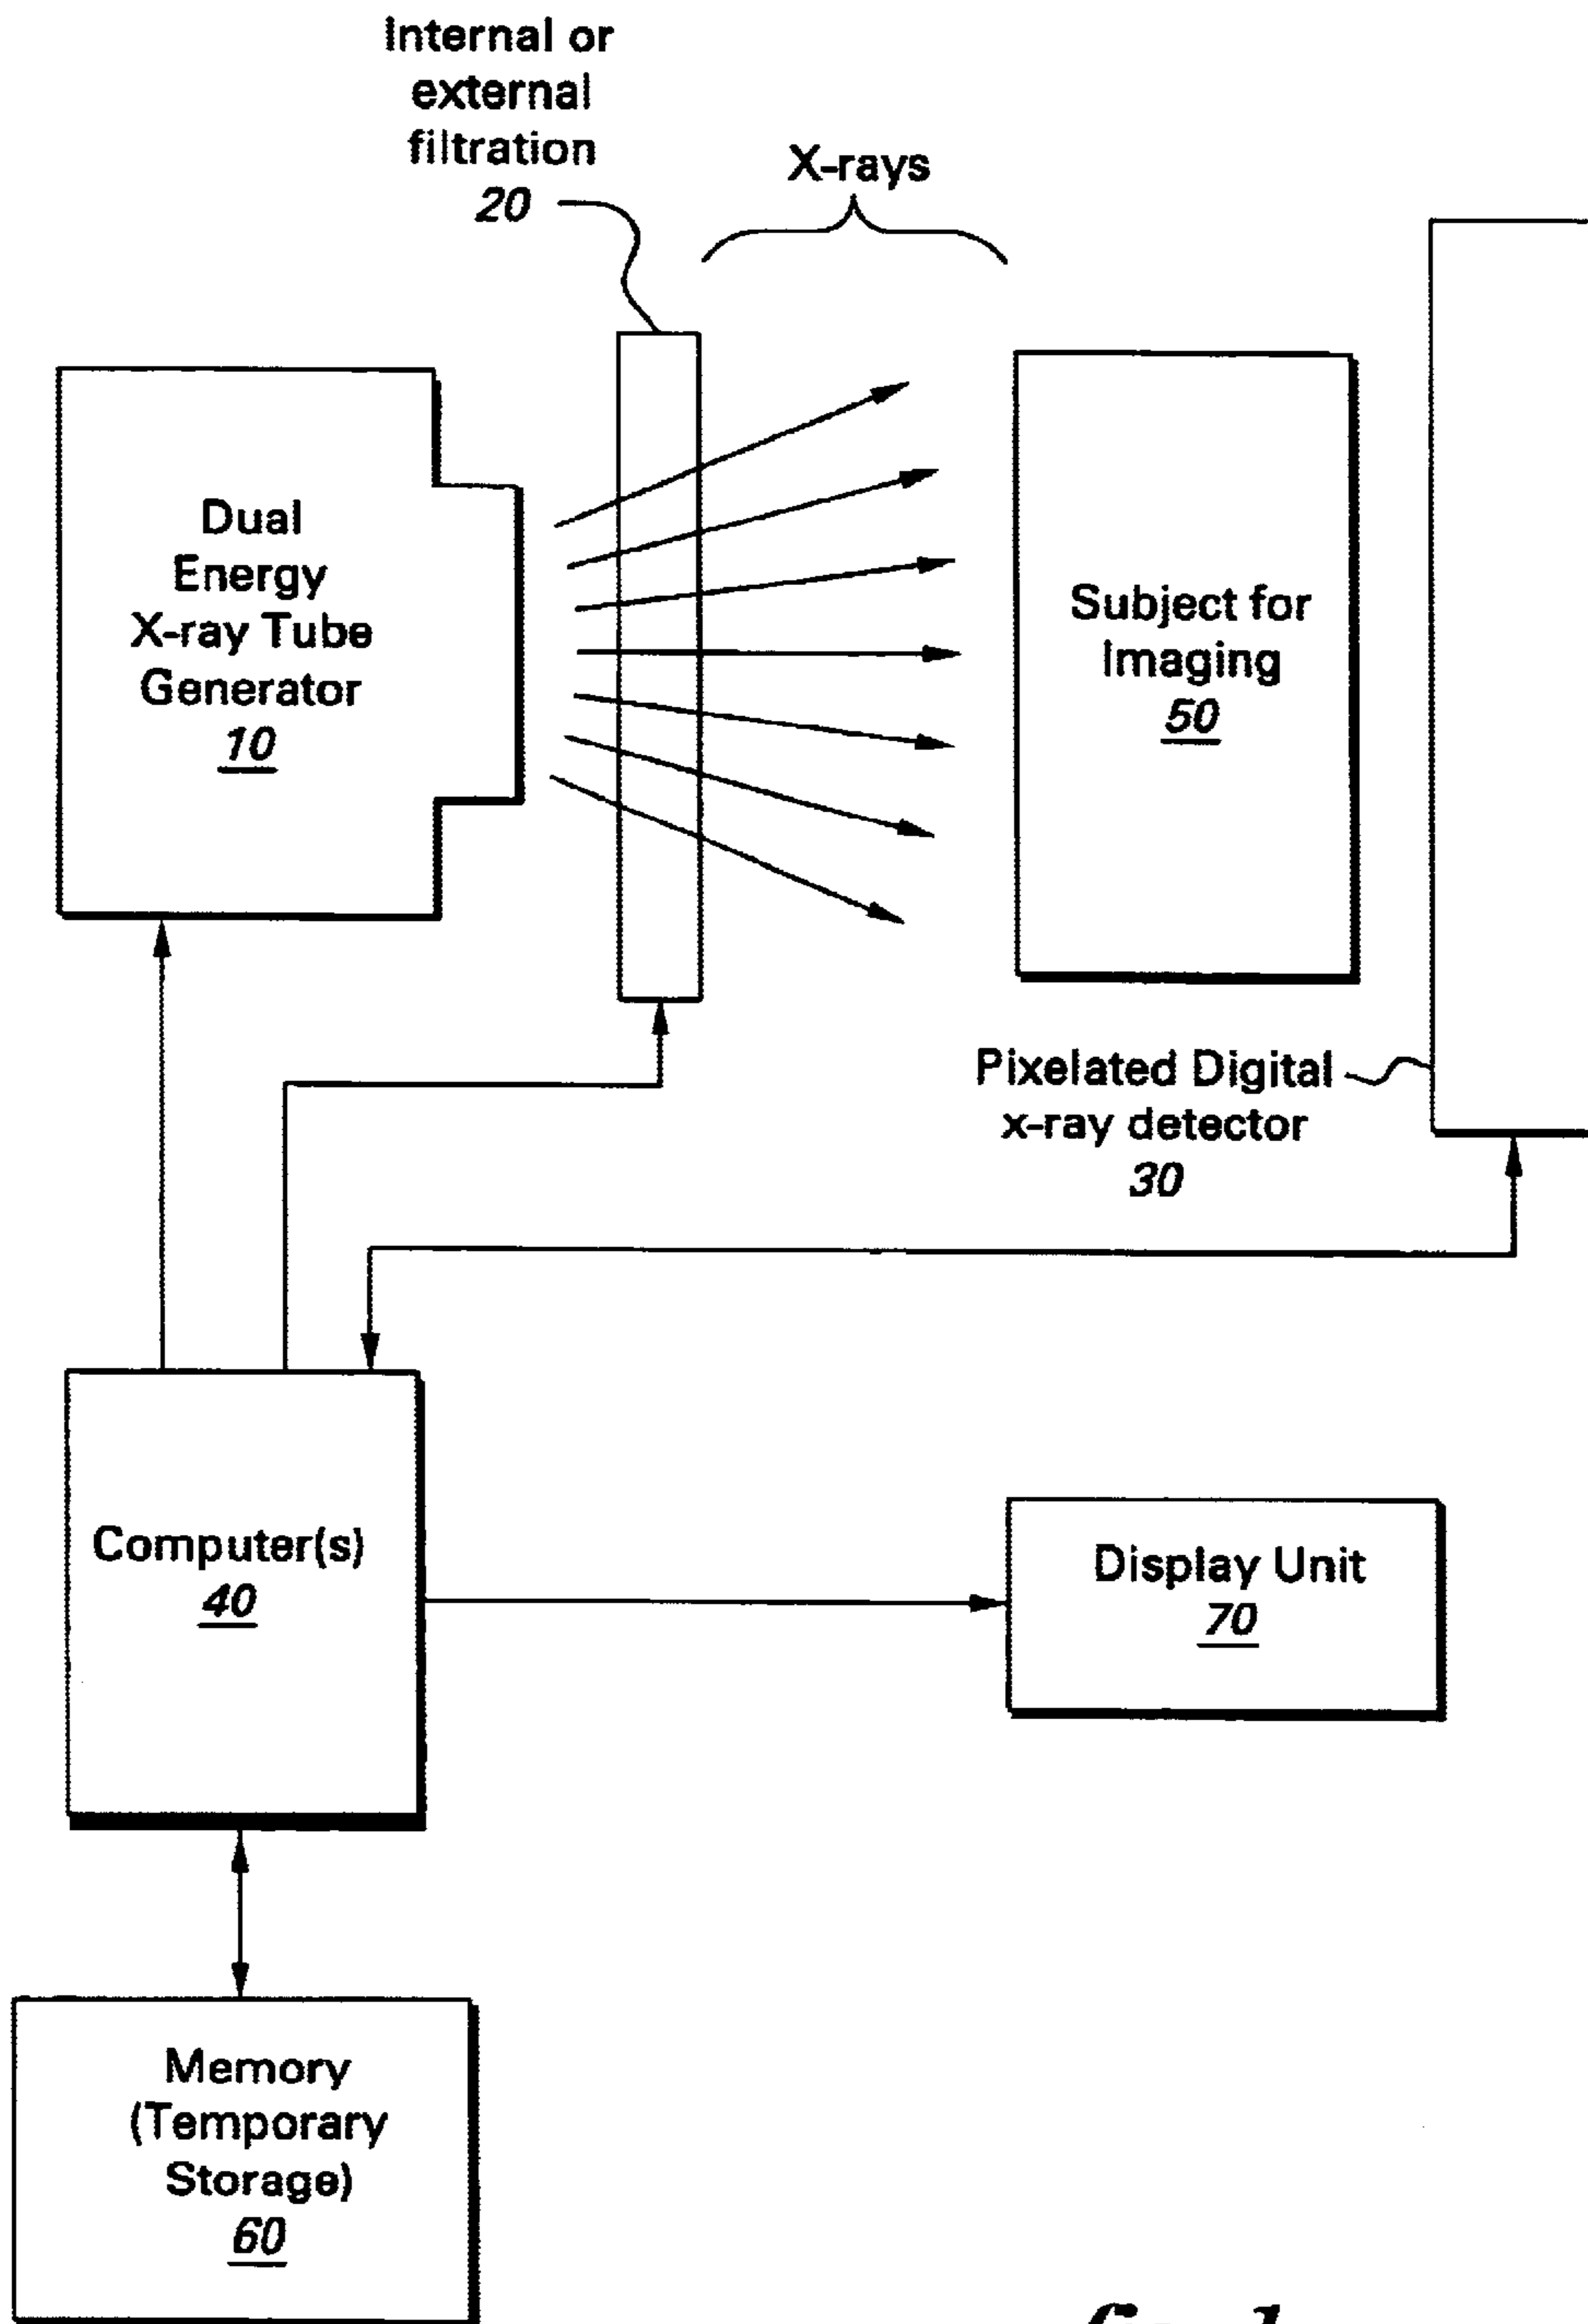 Internal or
external
filtration
20
X-rays
Dual
Energy
X-ray Tube
Generator
10
Subject for
Imaging
50
Pixelated Digital
x-ray detector
30
Computer(s)
40
Display Unit
70
Memory
(Temporary
Storage)
60